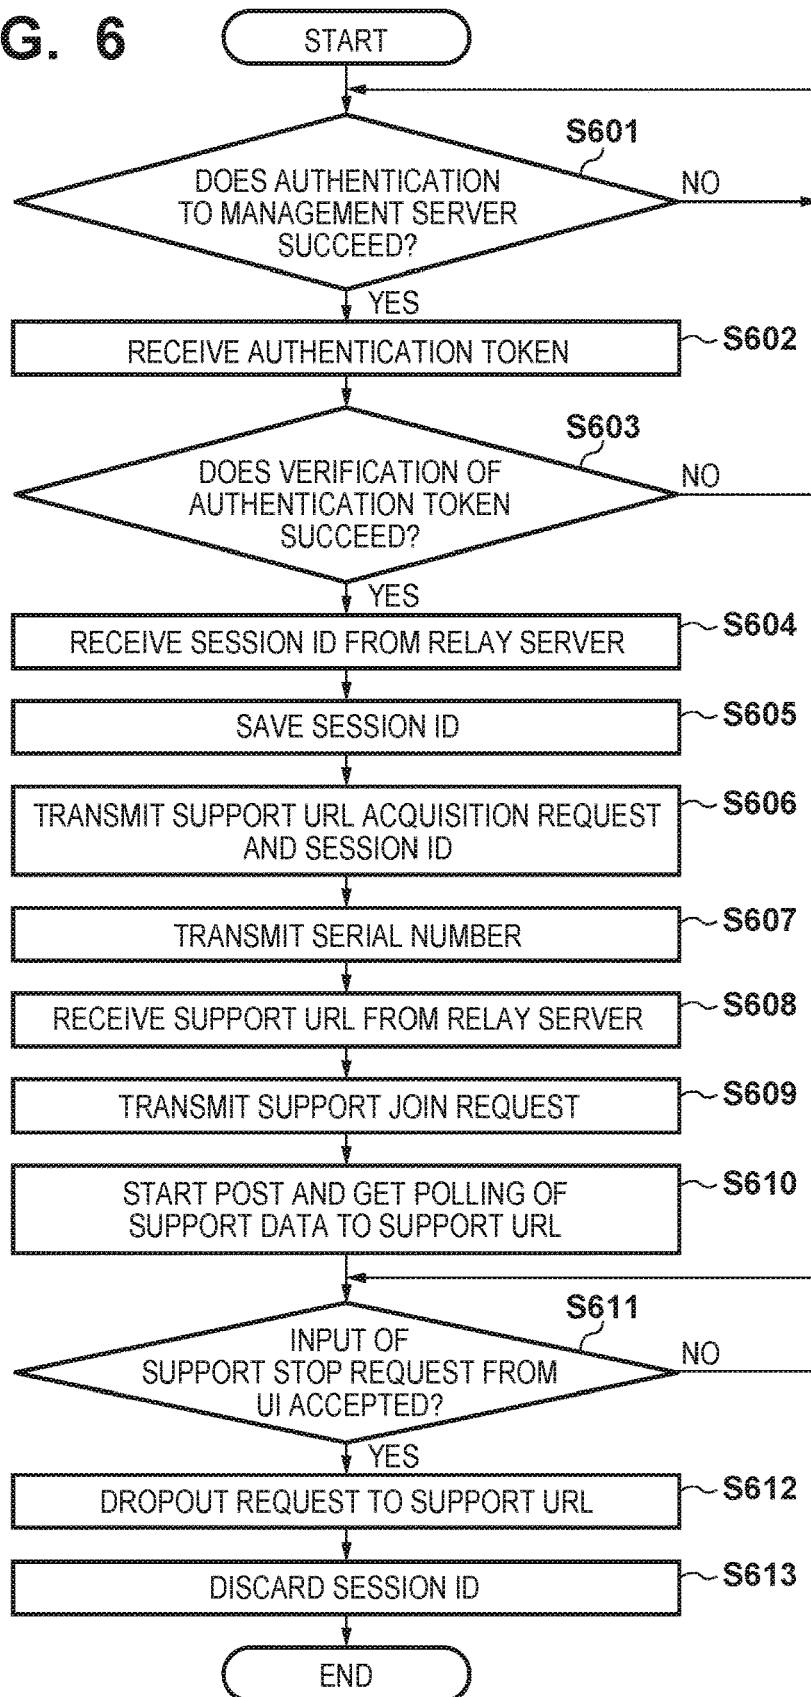 G. 6
START
S601
DOES AUTHENTICATION
TO MANAGEMENT SERVER
SUCCEED?
NO
YES
RECEIVE AUTHENTICATION TOKEN
S602
S603
DOES VERIFICATION OF
AUTHENTICATION TOKEN
SUCCEED?
NO
YES
RECEIVE SESSION ID FROM RELAY SERVER
S604
SAVE SESSION ID
S605
TRANSMIT SUPPORT URL ACQUISITION REQUEST
AND SESSION ID
S606
TRANSMIT SERIAL NUMBER
S607
RECEIVE SUPPORT URL FROM RELAY SERVER
S608
TRANSMIT SUPPORT JOIN REQUEST
S609
START POST AND GET POLLING OF
SUPPORT DATA TO SUPPORT URL
S610
S611
INPUT OF
SUPPORT STOP REQUEST FROM
UI ACCEPTED?
NO
YES
DROPOUT REQUEST TO SUPPORT URL
S612
DISCARD SESSION ID
S613
END